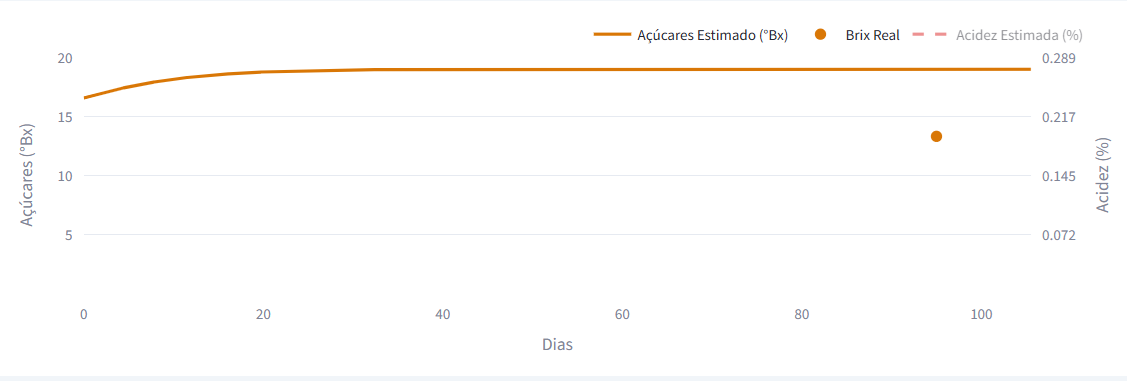 Açúcares Estimado (°Bx) Brix Real Acidez Estimada (%)
20 0.289
15 0.217
10 0.145
5 0.072
Açúcares (°Bx)
Acidez (%)
0 20 40 60 80 100
Dias